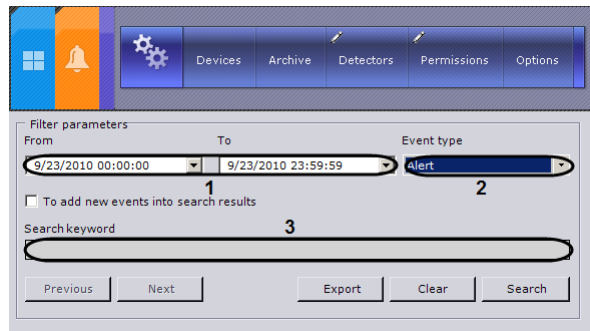 Devices Archive Detectors Permissions Options
Filter parameters
From To Event type
9/23/2010 00:00:00 9/23/2010 23:59:59 Alert
1 2
To add new events into search results
Search keyword 3
Previous Next Export Clear Search